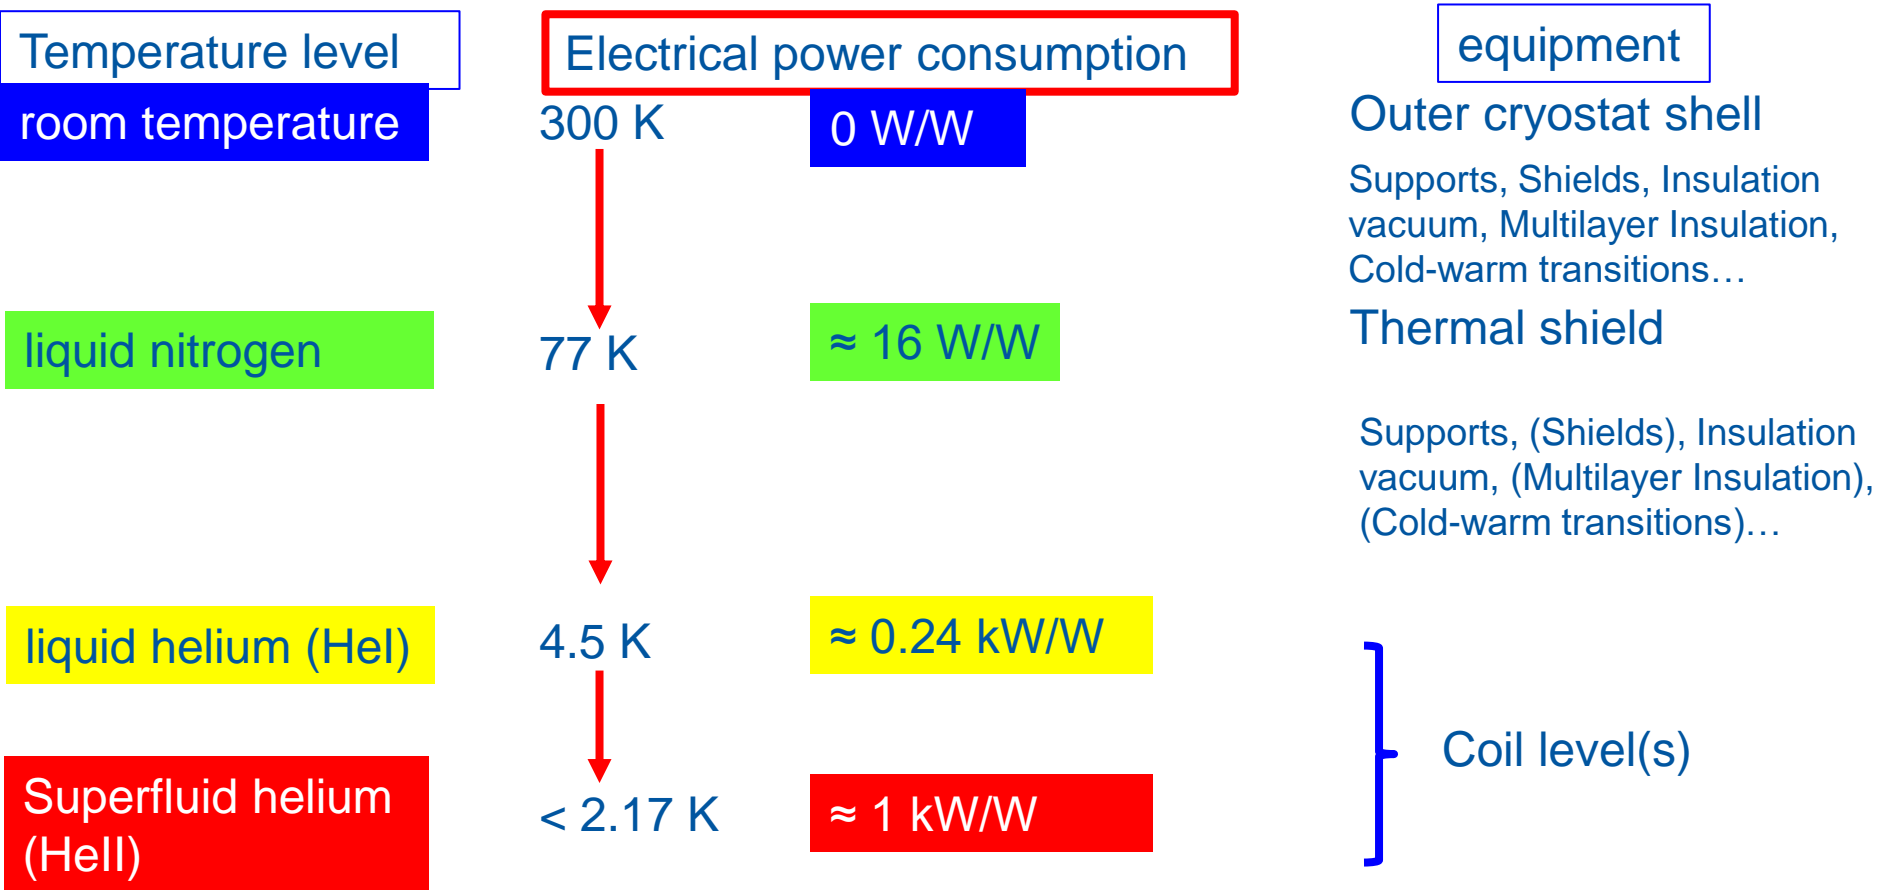 Temperature level
Electrical power consumption
equipment
room temperature
300 K
0 W/W
Outer cryostat shell
Supports, Shields, Insulation
vacuum, Multilayer Insulation,
Cold-warm transitions…
liquid nitrogen
77 K
≈ 16 W/W
Thermal shield
Supports, (Shields), Insulation
vacuum, (Multilayer Insulation),
(Cold-warm transitions)…
liquid helium (HeI)
4.5 K
≈ 0.24 kW/W
Coil level(s)
Superfluid helium
(HeII)
< 2.17 K
≈ 1 kW/W